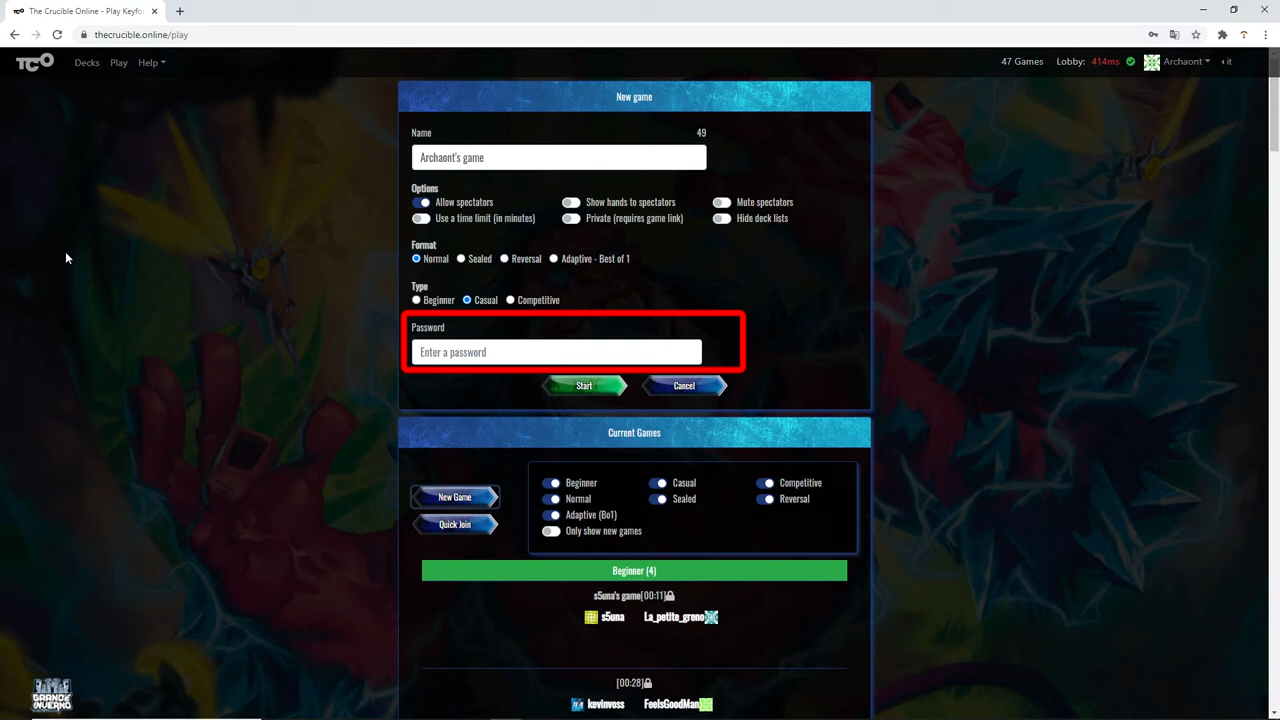 The Crucible Online - Play Keyfor
thecrucible.online/play
TCO Decks Play Help 47 Games Lobby: 414ms Archaont it
New game
Name 49
Archaont's game
Options
Allow spectators Show hands to spectators Mute spectators
Use a time limit (in minutes) Private (requires game link) Hide deck lists
Format
Normal Sealed Reversal Adaptive - Best of 1
Type
Beginner Casual Competitive
Password
Enter a password
Start Cancel
Current Games
Beginner Casual Competitive
New Game Normal Sealed Reversal
Adaptive (Bo1)
Quick Join Only show new games
Beginner (4)
s5una's game[00:11]
s5una La_petite_greno
[00:28]
kevinvoss FeelsGoodMan
GRANDE
INVERNO